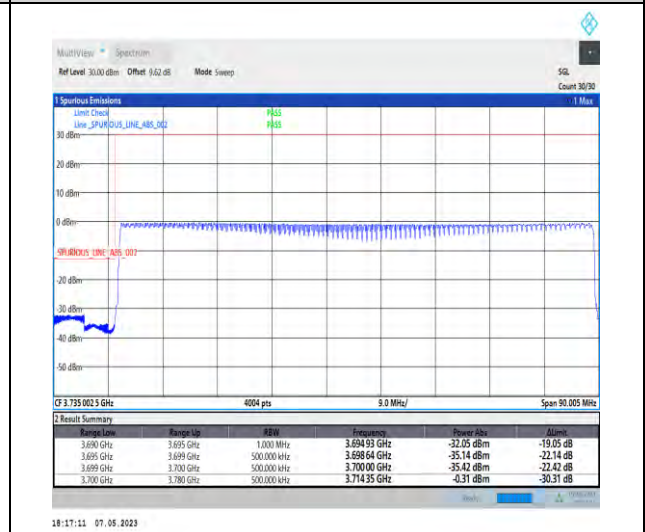 MultiView Spectrum
Ref Level 30.00 dBm Offset 9.62 dB Mode Sweep SGL
Count 30/30
1 Spurious Emissions 1 Max
Limit Check PASS
Line _SPURIOUS_LINE_ABS_002 PASS
30 dBm
20 dBm
10 dBm
0 dBm
_SPURIOUS_LINE_ABS_002
-20 dBm
-30 dBm
-40 dBm
-50 dBm
CF 3.735 002 5 GHz 4004 pts 9.0 MHz/ Span 90.005 MHz
2 Result Summary
Range Low Range Up RBW Frequency Power Abs ΔLimit
3.690 GHz 3.695 GHz 1.000 MHz 3.694 93 GHz -32.05 dBm -19.05 dB
3.695 GHz 3.699 GHz 500.000 kHz 3.698 64 GHz -35.14 dBm -22.14 dB
3.699 GHz 3.700 GHz 500.000 kHz 3.700 00 GHz -35.42 dBm -22.42 dB
3.700 GHz 3.780 GHz 500.000 kHz 3.714 35 GHz -0.31 dBm -30.31 dB
18:17:11 07.05.2023